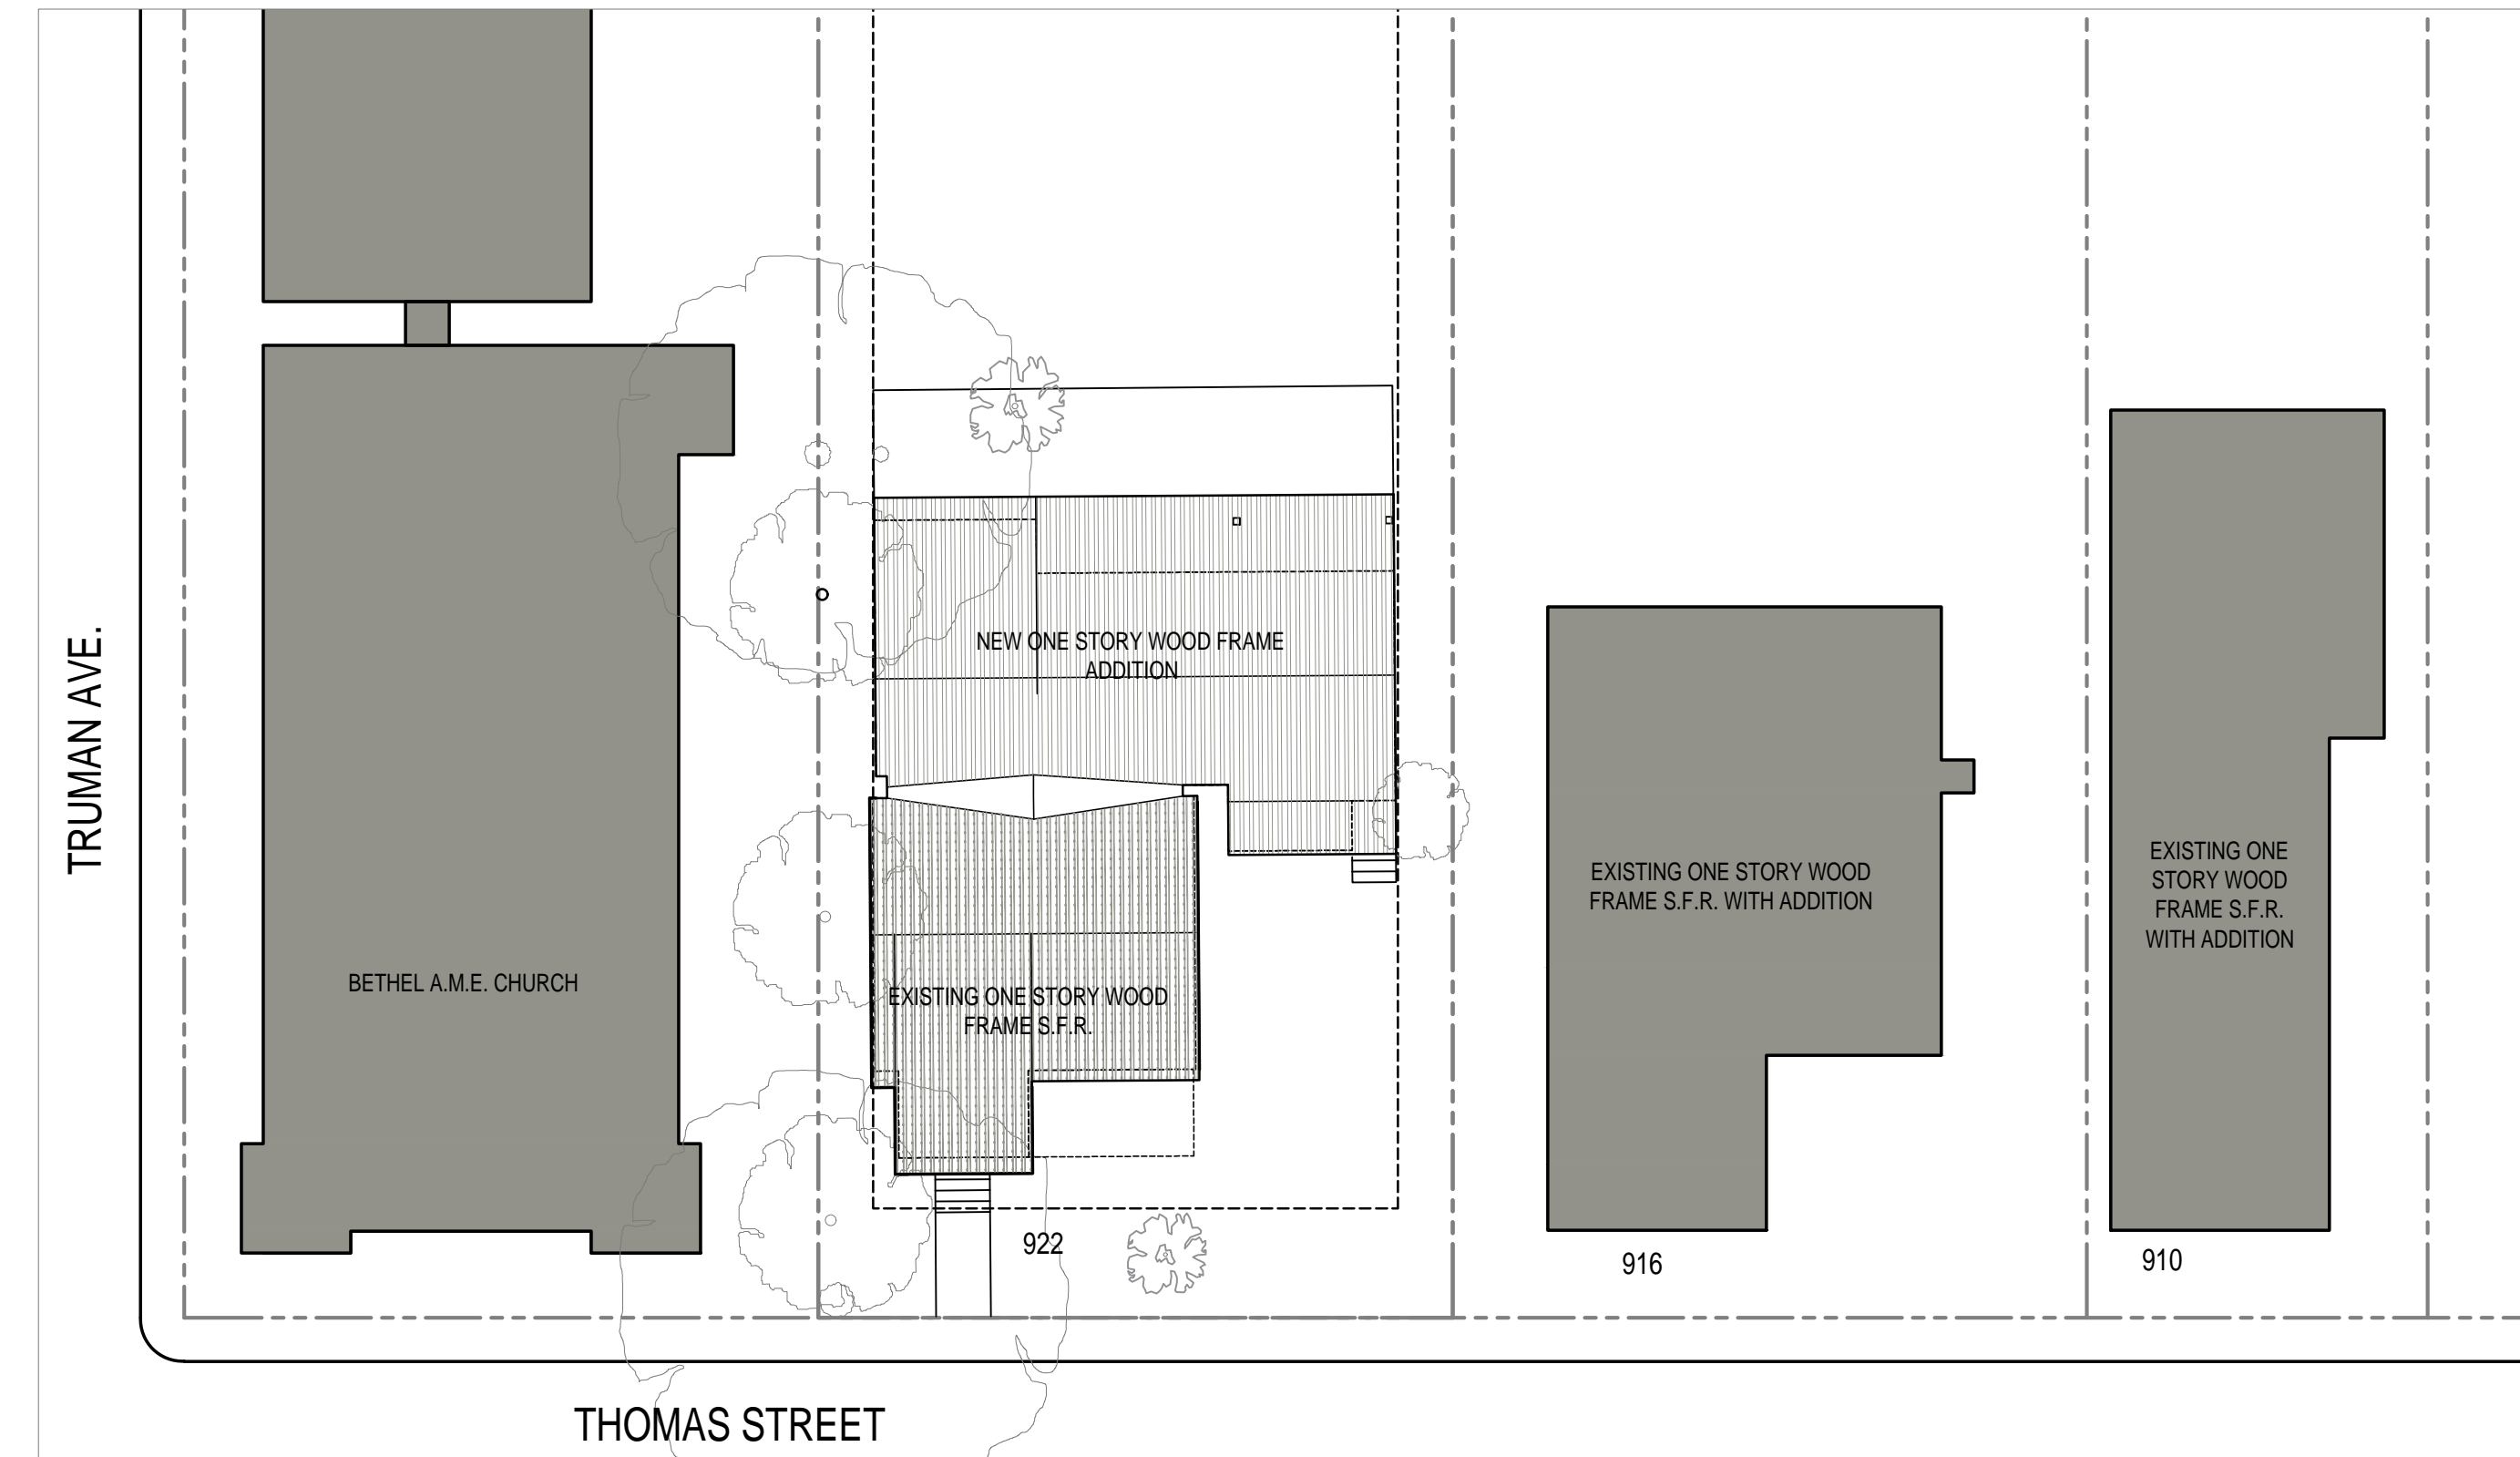 TRUMAN AVE.
NEW ONE STORY WOOD FRAME
ADDITION
BETHEL A.M.E. CHURCH
EXISTING ONE STORY WOOD
FRAME S.F.R.
EXISTING ONE STORY WOOD
FRAME S.F.R. WITH ADDITION
EXISTING ONE
STORY WOOD
FRAME S.F.R.
WITH ADDITION
922
916
910
THOMAS STREET